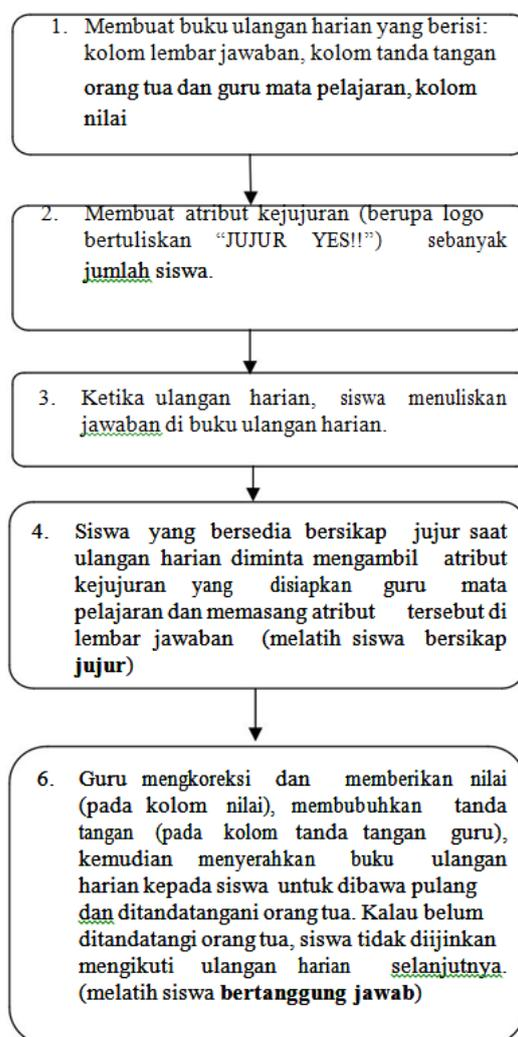 1. Membuat buku ulangan harian yang berisi:
kolom lembar jawaban, kolom tanda tangan
orang tua dan guru mata pelajaran, kolom
nilai
2. Membuat atribut kejujuran (berupa logo
bertuliskan “JUJUR YES!!”) sebanyak
jumlah siswa.
3. Ketika ulangan harian, siswa menuliskan
jawaban di buku ulangan harian.
4. Siswa yang bersedia bersikap jujur saat
ulangan harian diminta mengambil atribut
kejujuran yang disiapkan guru mata
pelajaran dan memasang atribut tersebut di
lembar jawaban (melatih siswa bersikap
jujur)
6. Guru mengkoreksi dan memberikan nilai
(pada kolom nilai), membubuhkan tanda
tangan (pada kolom tanda tangan guru),
kemudian menyerahkan buku ulangan
harian kepada siswa untuk dibawa pulang
dan ditandatangani orang tua. Kalau belum
ditandatangi orang tua, siswa tidak diijinkan
mengikuti ulangan harian selanjutnya.
(melatih siswa bertanggung jawab)